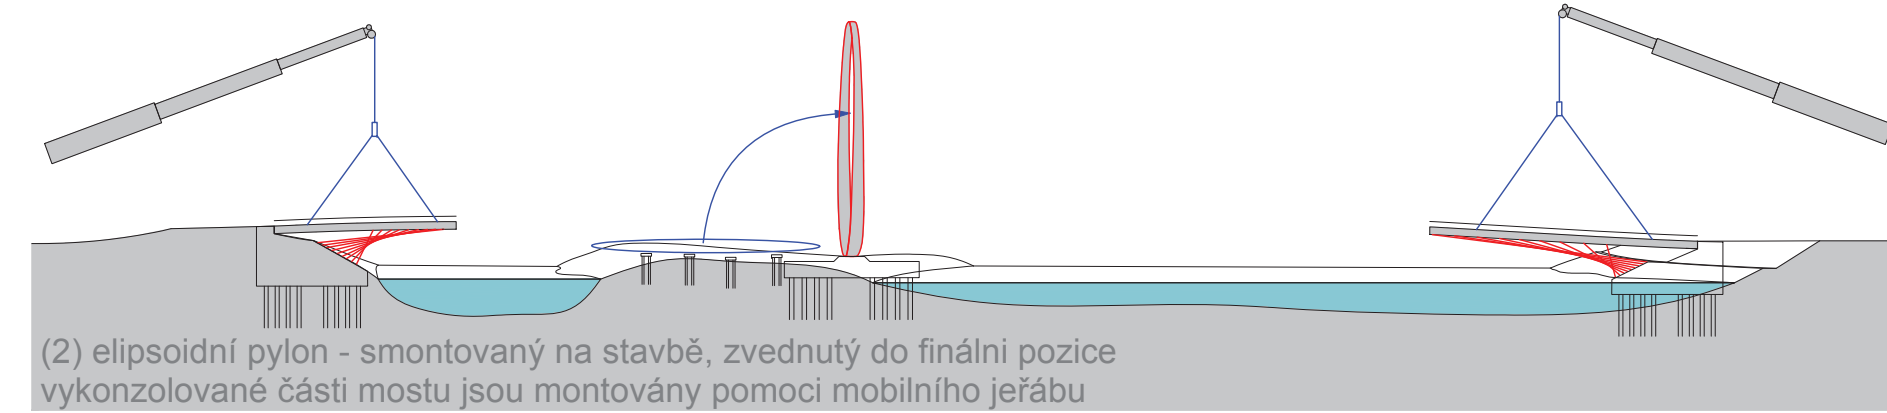 (2) elipsoidní pylon - smontovaný na stavbě, zvednutý do finálni pozice
vykonzolované části mostu jsou montovány pomoci mobilního jeřábu